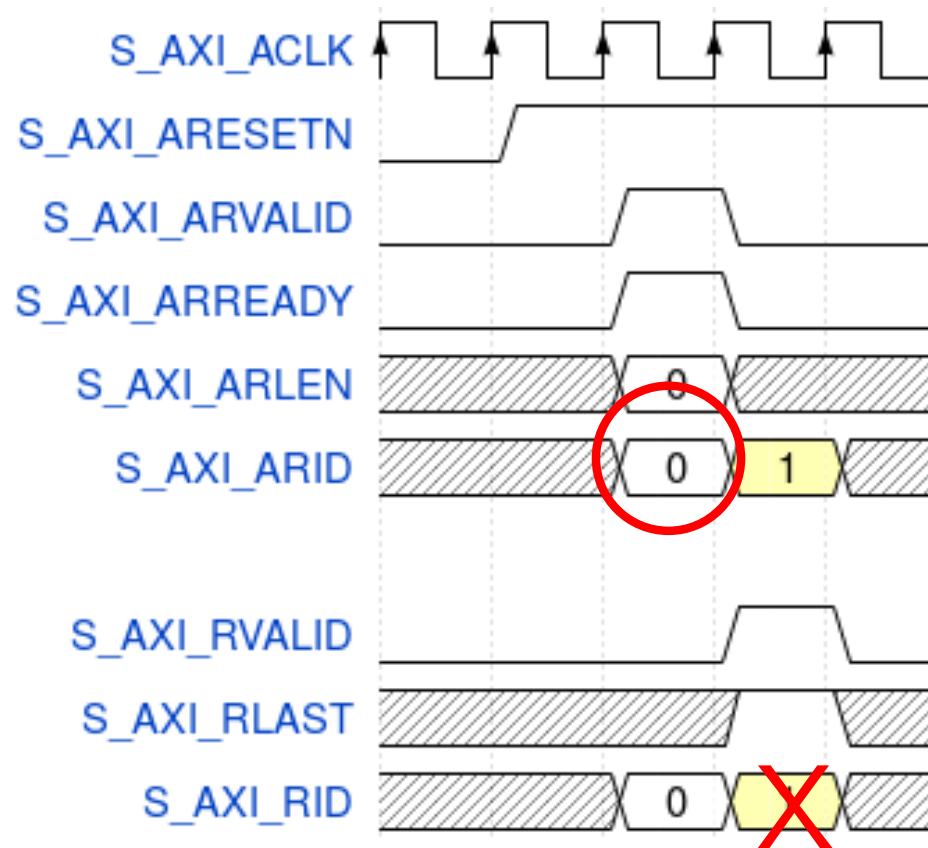 S_AXI_ACLK
S_AXI_ARESETN
S_AXI_ARVALID
S_AXI_ARREADY
S_AXI_ARLEN 0
S_AXI_ARID 0 1
S_AXI_RVALID
S_AXI_RLAST
S_AXI_RID 0